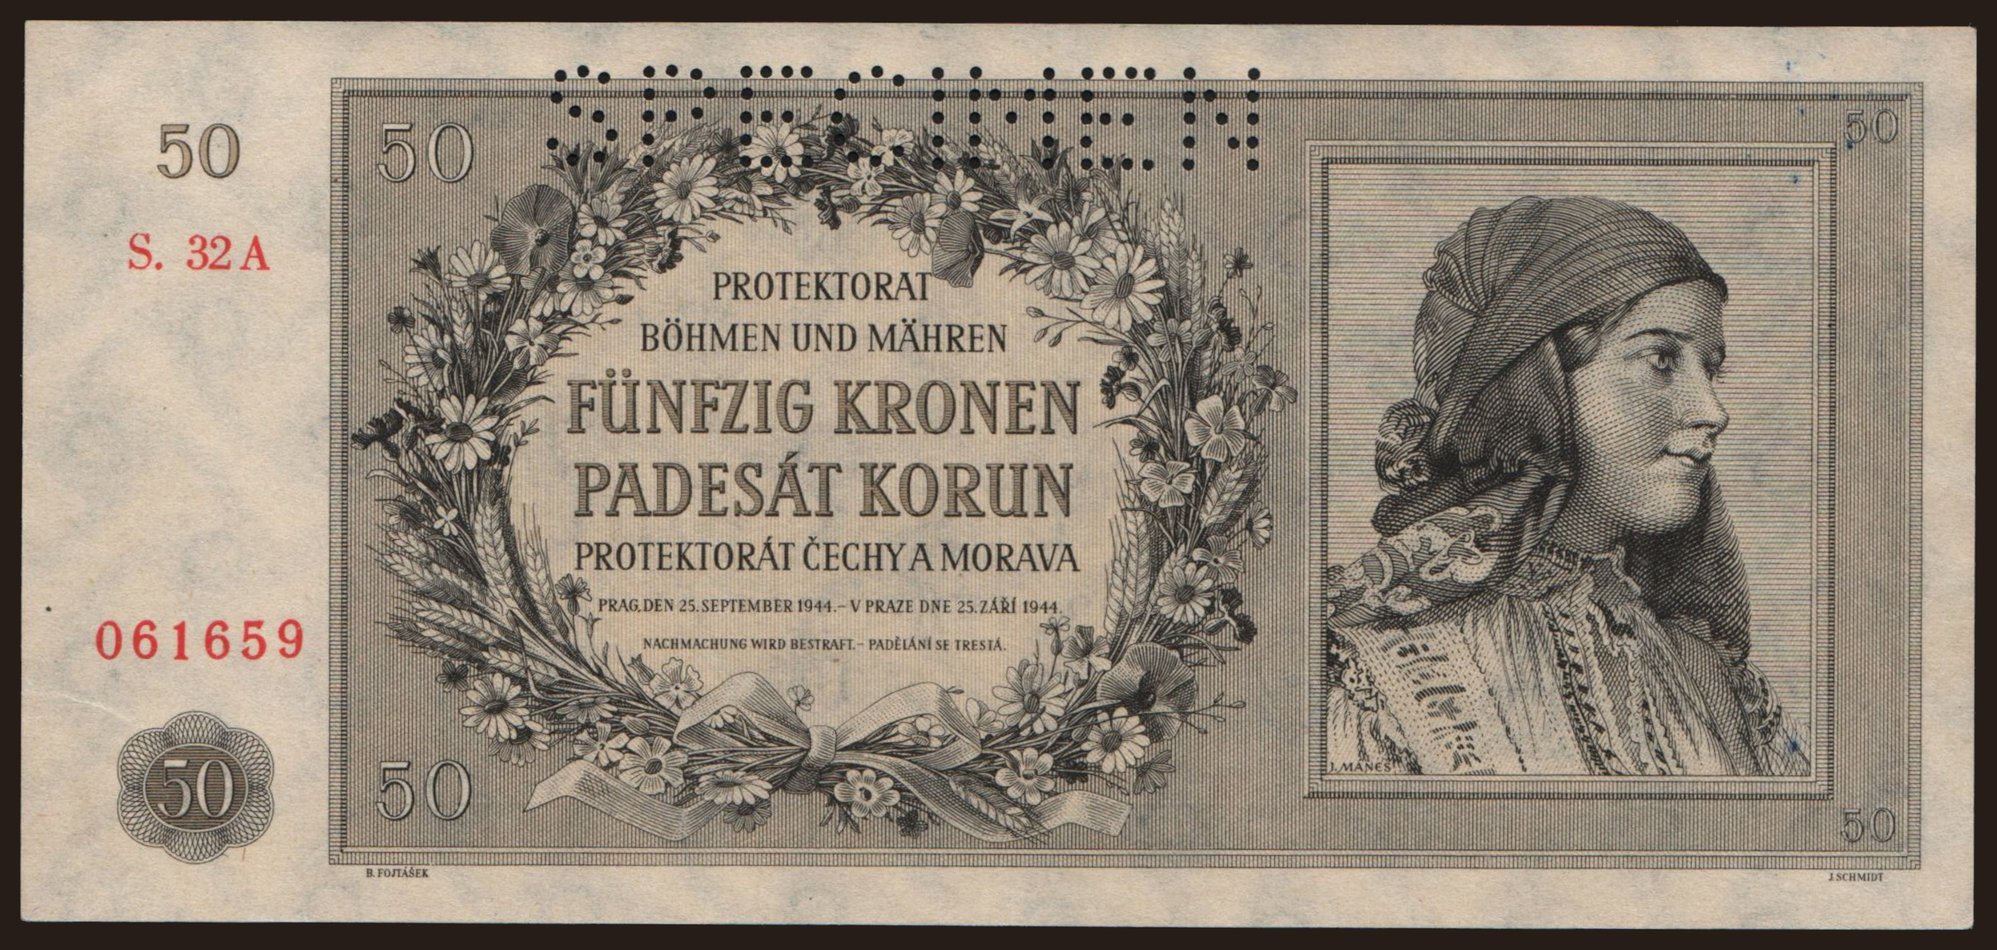 SPECIMEN
50
50
50
S. 32 A
PROTEKTORAT
BÖHMEN UND MÄHREN
FÜNFZIG KRONEN
PADESÁT KORUN
PROTEKTORÁT ČECHY A MORAVA
PRAG, DEN 25. SEPTEMBER 1944. – V PRAZE DNE 25. ZÁŘÍ 1944.
NACHMACHUNG WIRD BESTRAFT. – PADĚLÁNÍ SE TRESTÁ.
061659
J. MÁNES
50
50
50
B. FOJTÁŠEK
J. SCHMIDT